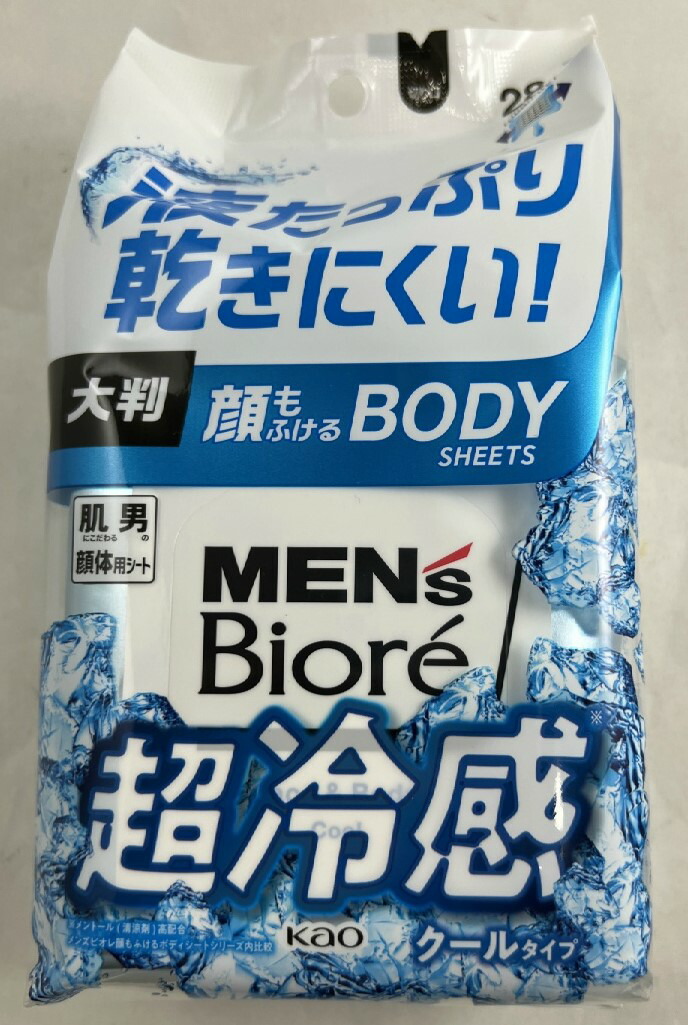 28
液たっぷり
乾きにくい!
大判
顔もふける BODY
SHEETS
肌にこだわる男の
顔体用シート
MEN's
Bioré
超冷感※
Cool
メントール(清涼剤)高配合
メンズビオレ顔もふけるボディシートシリーズ内比較
Kao
クールタイプ